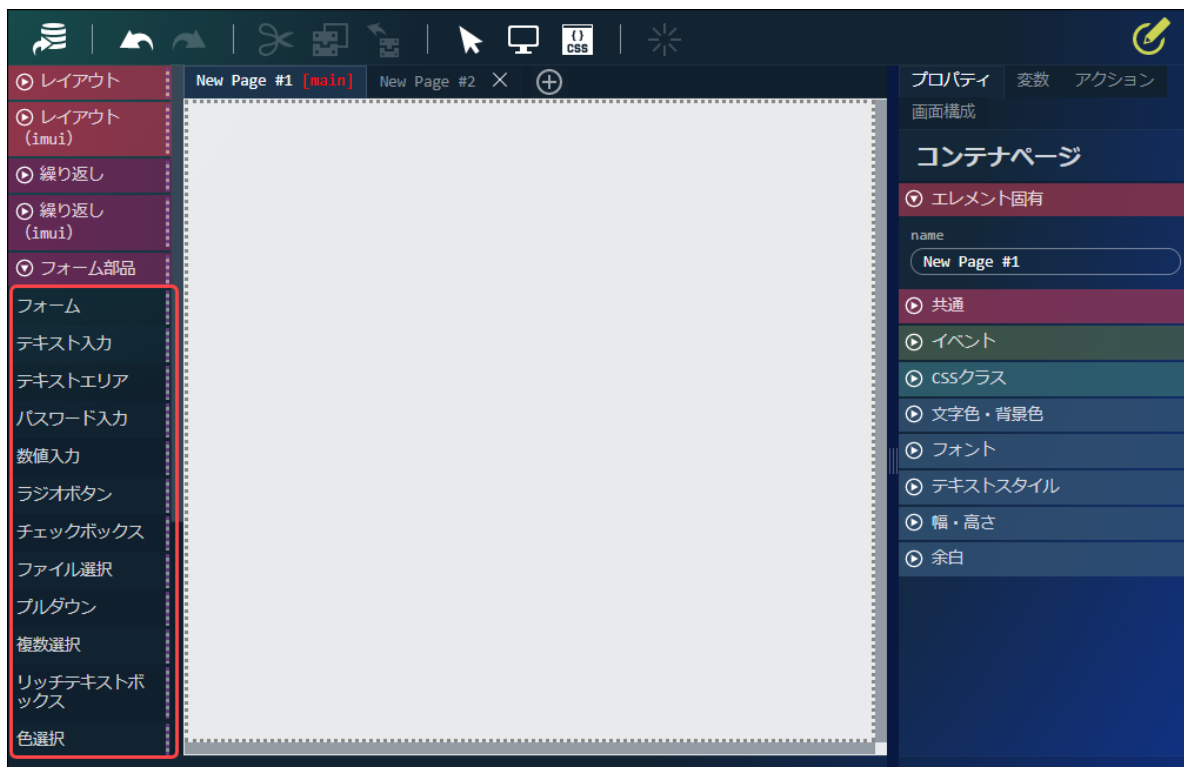 {}
CSS
レイアウト
レイアウト
(imui)
繰り返し
繰り返し
(imui)
フォーム部品
フォーム
テキスト入力
テキストエリア
パスワード入力
数値入力
ラジオボタン
チェックボックス
ファイル選択
プルダウン
複数選択
リッチテキストボ
ックス
色選択
New Page #1 [main] New Page #2
プロパティ 変数 アクション
画面構成
コンテナページ
エレメント固有
name
New Page #1
共通
イベント
CSSクラス
文字色・背景色
フォント
テキストスタイル
幅・高さ
余白